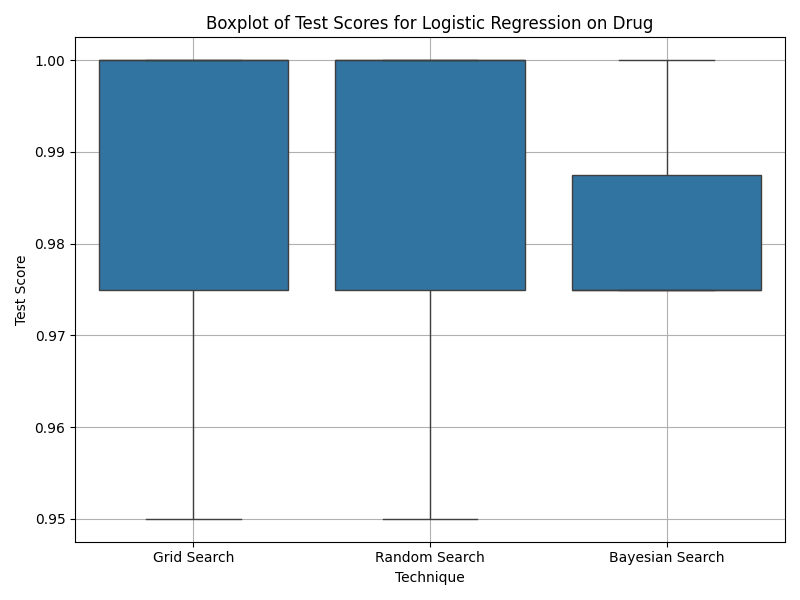 Boxplot of Test Scores for Logistic Regression on Drug
1.00
0.99
0.98
0.97
0.96
0.95
Test Score
Grid Search
Random Search
Bayesian Search
Technique